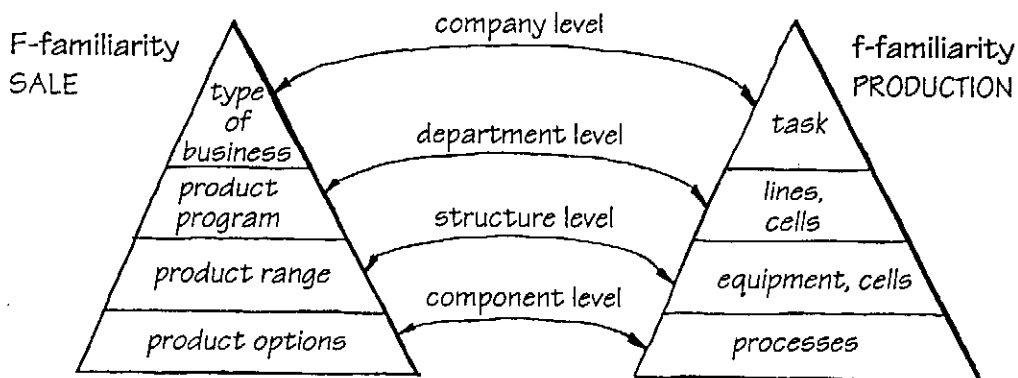 F-familiarity
SALE
type
of
business
product
program
product range
product options
company level
department level
structure level
component level
f-familiarity
PRODUCTION
task
lines,
cells
equipment, cells
processes